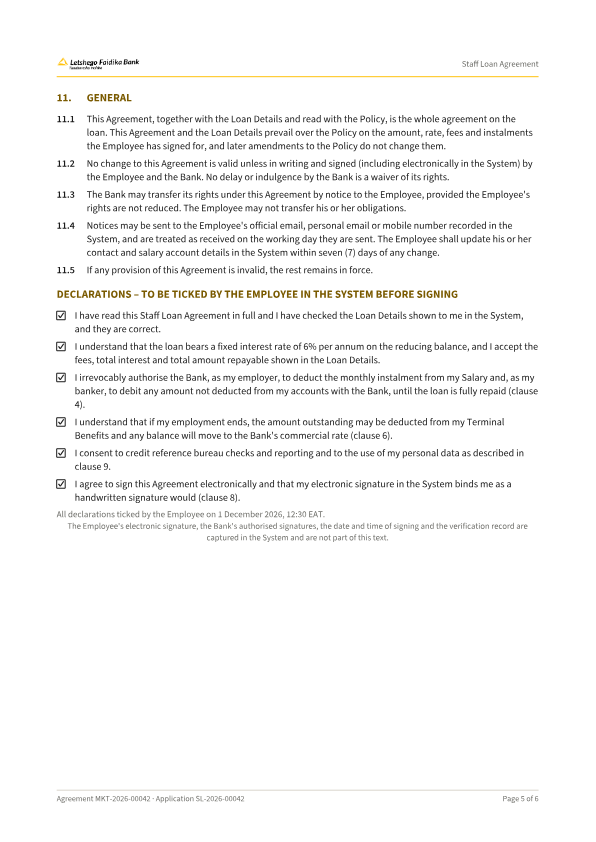 Letshego Faidika Bank
Staff Loan Agreement
11. GENERAL
11.1 This Agreement, together with the Loan Details and read with the Policy, is the whole agreement on the
loan. This Agreement and the Loan Details prevail over the Policy on the amount, rate, fees and instalments
the Employee has signed for, and later amendments to the Policy do not change them.
11.2 No change to this Agreement is valid unless in writing and signed (including electronically in the System) by
the Employee and the Bank. No delay or indulgence by the Bank is a waiver of its rights.
11.3 The Bank may transfer its rights under this Agreement by notice to the Employee, provided the Employee's
rights are not reduced. The Employee may not transfer his or her obligations.
11.4 Notices may be sent to the Employee's official email, personal email or mobile number recorded in the
System, and are treated as received on the working day they are sent. The Employee shall update his or her
contact and salary account details in the System within seven (7) days of any change.
11.5 If any provision of this Agreement is invalid, the rest remains in force.
DECLARATIONS – TO BE TICKED BY THE EMPLOYEE IN THE SYSTEM BEFORE SIGNING
I have read this Staff Loan Agreement in full and I have checked the Loan Details shown to me in the System,
and they are correct.
I understand that the loan bears a fixed interest rate of 6% per annum on the reducing balance, and I accept the
fees, total interest and total amount repayable shown in the Loan Details.
I irrevocably authorise the Bank, as my employer, to deduct the monthly instalment from my Salary and, as my
banker, to debit any amount not deducted from my accounts with the Bank, until the loan is fully repaid (clause
4).
I understand that if my employment ends, the amount outstanding may be deducted from my Terminal
Benefits and any balance will move to the Bank's commercial rate (clause 6).
I consent to credit reference bureau checks and reporting and to the use of my personal data as described in
clause 9.
I agree to sign this Agreement electronically and that my electronic signature in the System binds me as a
handwritten signature would (clause 8).
All declarations ticked by the Employee on 1 December 2026, 12:30 EAT.
The Employee's electronic signature, the Bank's authorised signatures, the date and time of signing and the verification record are
captured in the System and are not part of this text.
Agreement MKT-2026-00042 · Application SL-2026-00042
Page 5 of 6